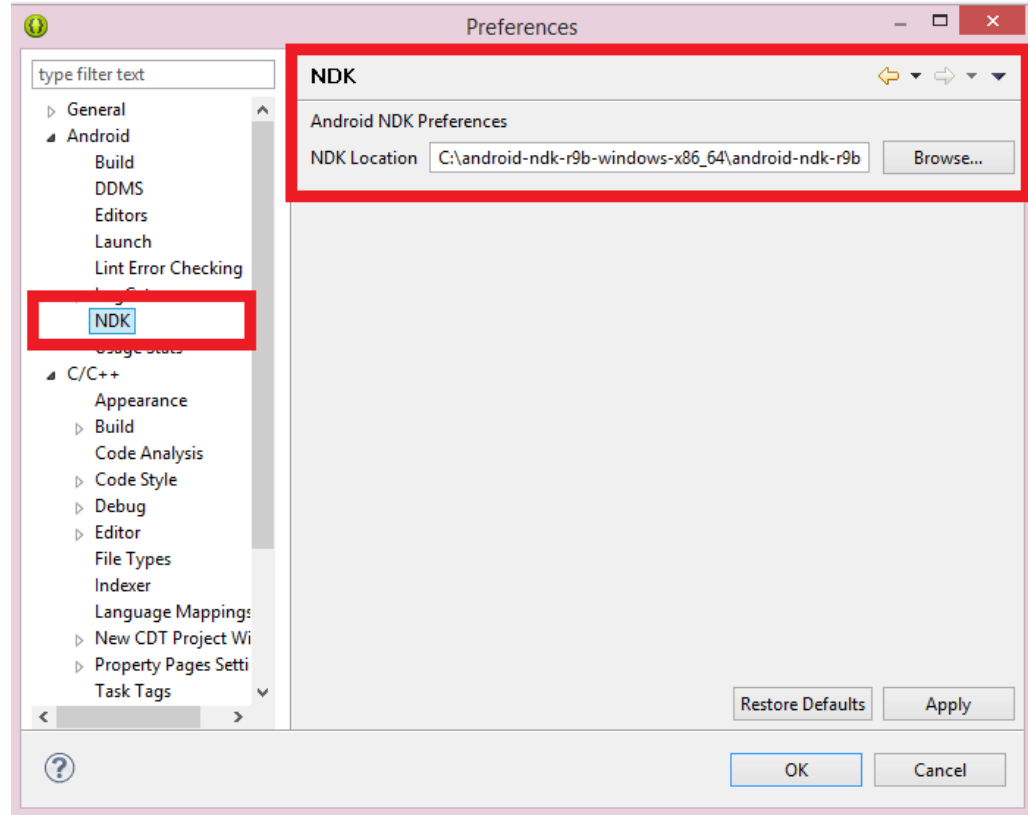 Preferences
type filter text
General
Android
Build
DDMS
Editors
Launch
Lint Error Checking
NDK
Usage Stats
C/C++
Appearance
Build
Code Analysis
Code Style
Debug
Editor
File Types
Indexer
Language Mappings
New CDT Project Wi
Property Pages Setti
Task Tags
NDK
Android NDK Preferences
NDK Location C:\android-ndk-r9b-windows-x86_64\android-ndk-r9b Browse...
Restore Defaults Apply
OK Cancel